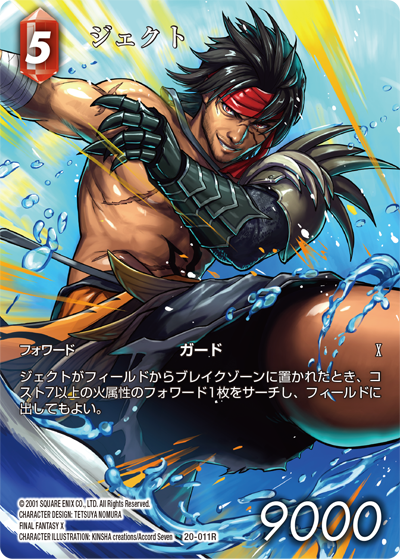 5
ジェクト
フォワード ガード X
ジェクトがフィールドからブレイクゾーンに置かれたとき、コ
スト7以上の火属性のフォワード1枚をサーチし、フィールドに
出してもよい。
© 2001 SQUARE ENIX CO., LTD. All Rights Reserved.
CHARACTER DESIGN: TETSUYA NOMURA
FINAL FANTASY X
CHARACTER ILLUSTRATION: KINSHA creations/Accord Seven 20-011R
9000